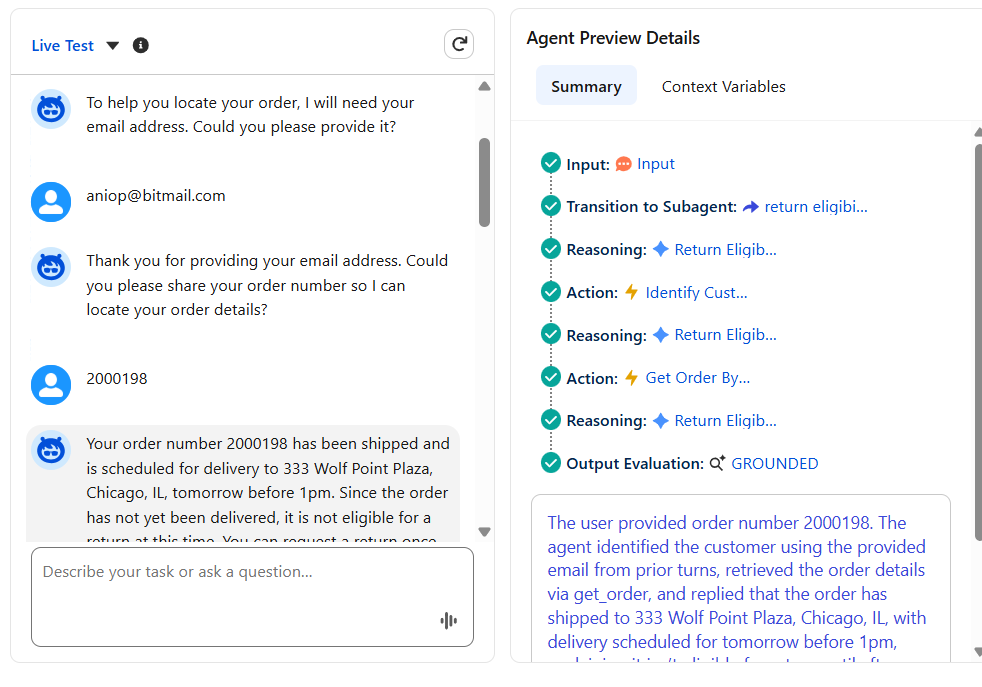 Live Test
To help you locate your order, I will need your
email address. Could you please provide it?
aniop@bitmail.com
Thank you for providing your email address. Could
you please share your order number so I can
locate your order details?
2000198
Your order number 2000198 has been shipped and
is scheduled for delivery to 333 Wolf Point Plaza,
Chicago, IL, tomorrow before 1pm. Since the order
has not yet been delivered, it is not eligible for a
return at this time. You can request a return once
Describe your task or ask a question...
Agent Preview Details
Summary
Context Variables
Input: Input
Transition to Subagent: return eligibi...
Reasoning: Return Eligib...
Action: Identify Cust...
Reasoning: Return Eligib...
Action: Get Order By...
Reasoning: Return Eligib...
Output Evaluation: GROUNDED
The user provided order number 2000198. The
agent identified the customer using the provided
email from prior turns, retrieved the order details
via get_order, and replied that the order has
shipped to 333 Wolf Point Plaza, Chicago, IL, with
delivery scheduled for tomorrow before 1pm,